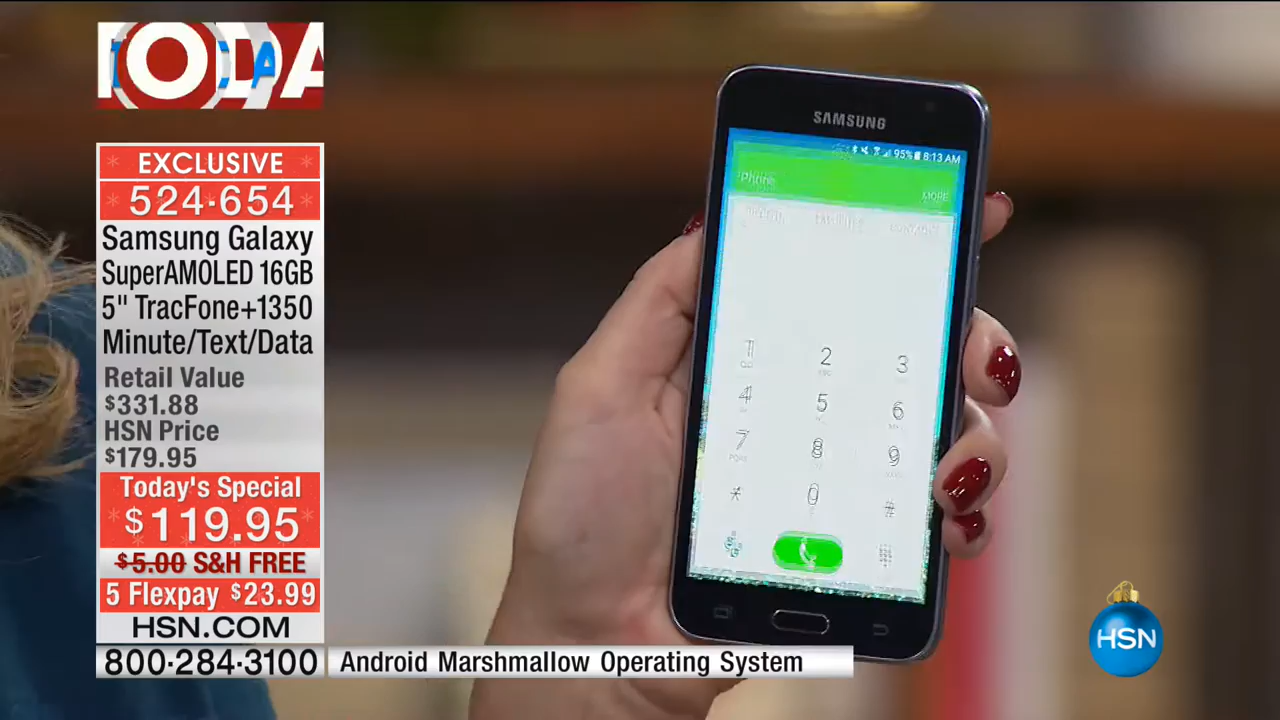 TODA
EXCLUSIVE
524-654
Samsung Galaxy
SuperAMOLED 16GB
5" TracFone+1350
Minute/Text/Data
Retail Value
$331.88
HSN Price
$179.95
Today's Special
$119.95
$5.00 S&H FREE
5 Flexpay $23.99
HSN.COM
800-284-3100
Android Marshmallow Operating System
SAMSUNG
95% 8:13 AM
Phone
MORE
1 2 3
4 5 6
7 8 9
* 0 #
HSN